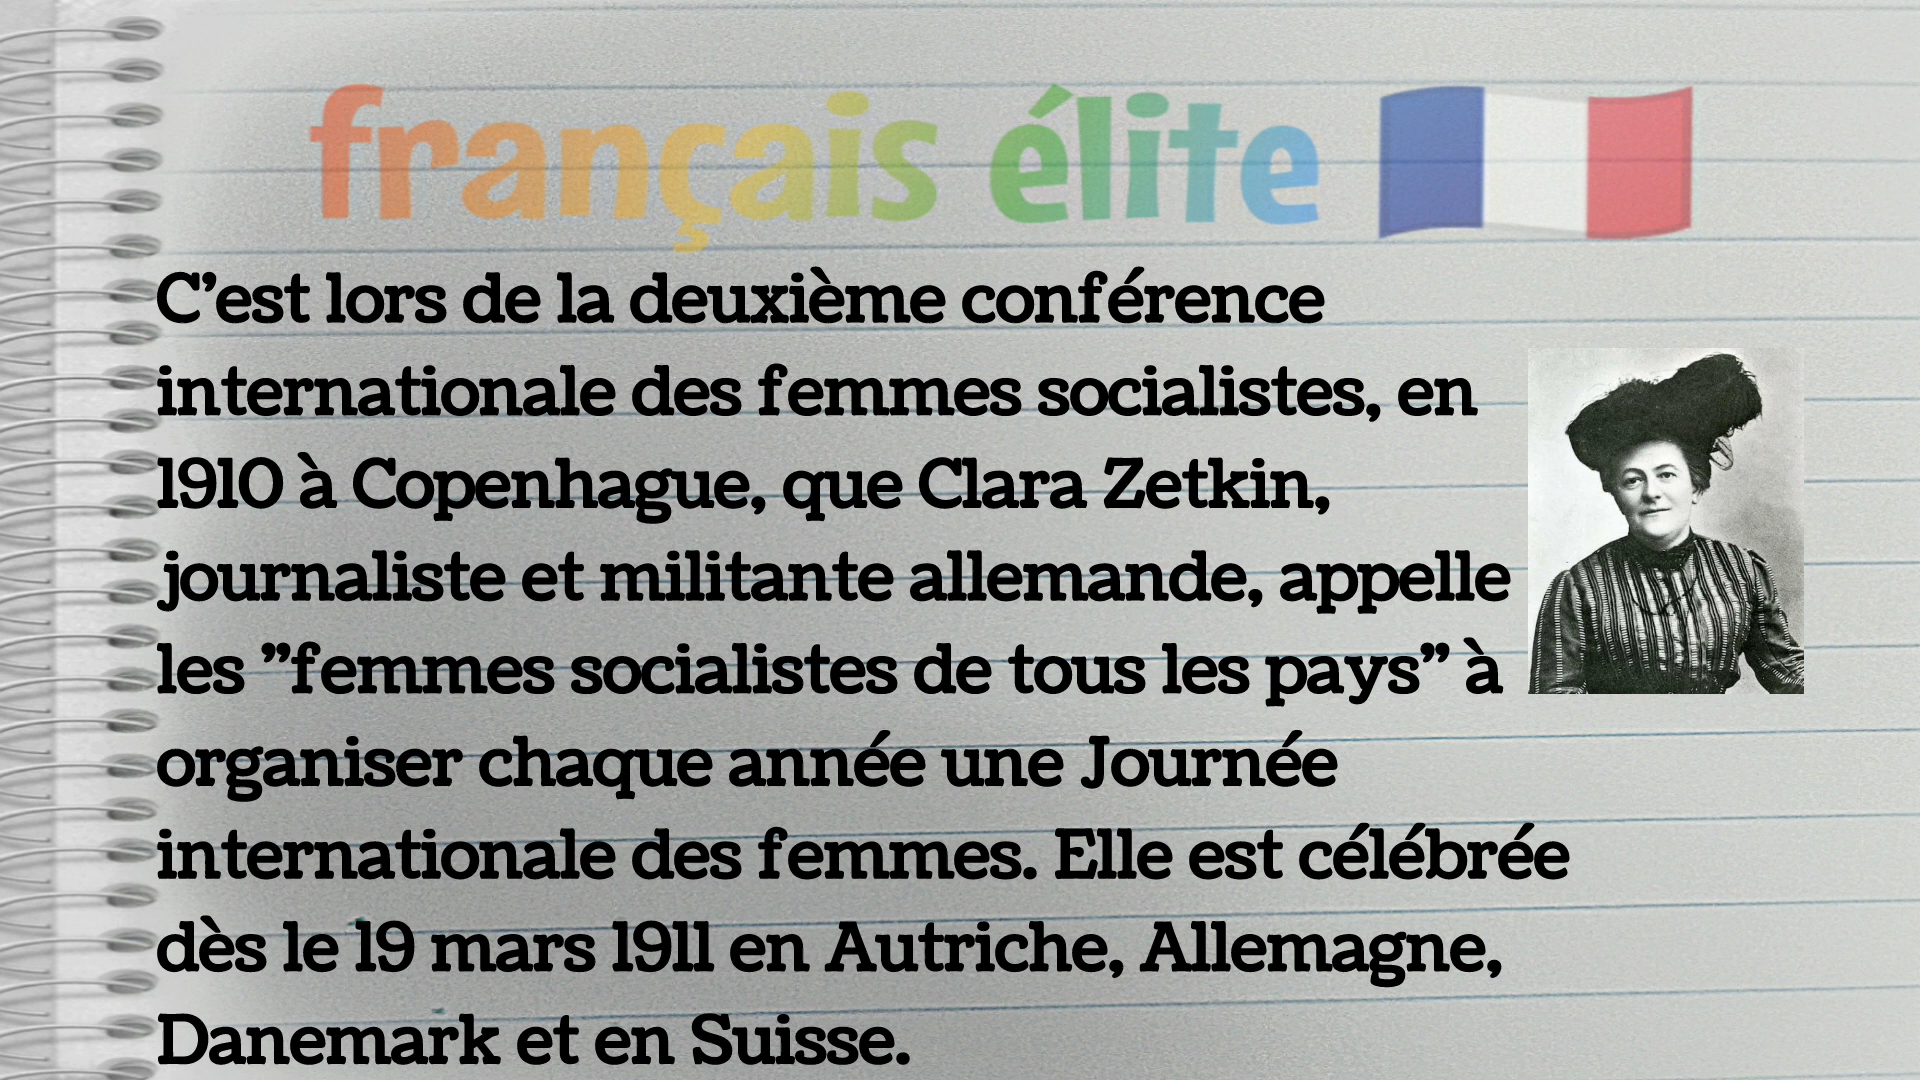 français élite
C’est lors de la deuxième conférence
internationale des femmes socialistes, en
1910 à Copenhague, que Clara Zetkin,
journaliste et militante allemande, appelle
les ”femmes socialistes de tous les pays” à
organiser chaque année une Journée
internationale des femmes. Elle est célébrée
dès le 19 mars 1911 en Autriche, Allemagne,
Danemark et en Suisse.